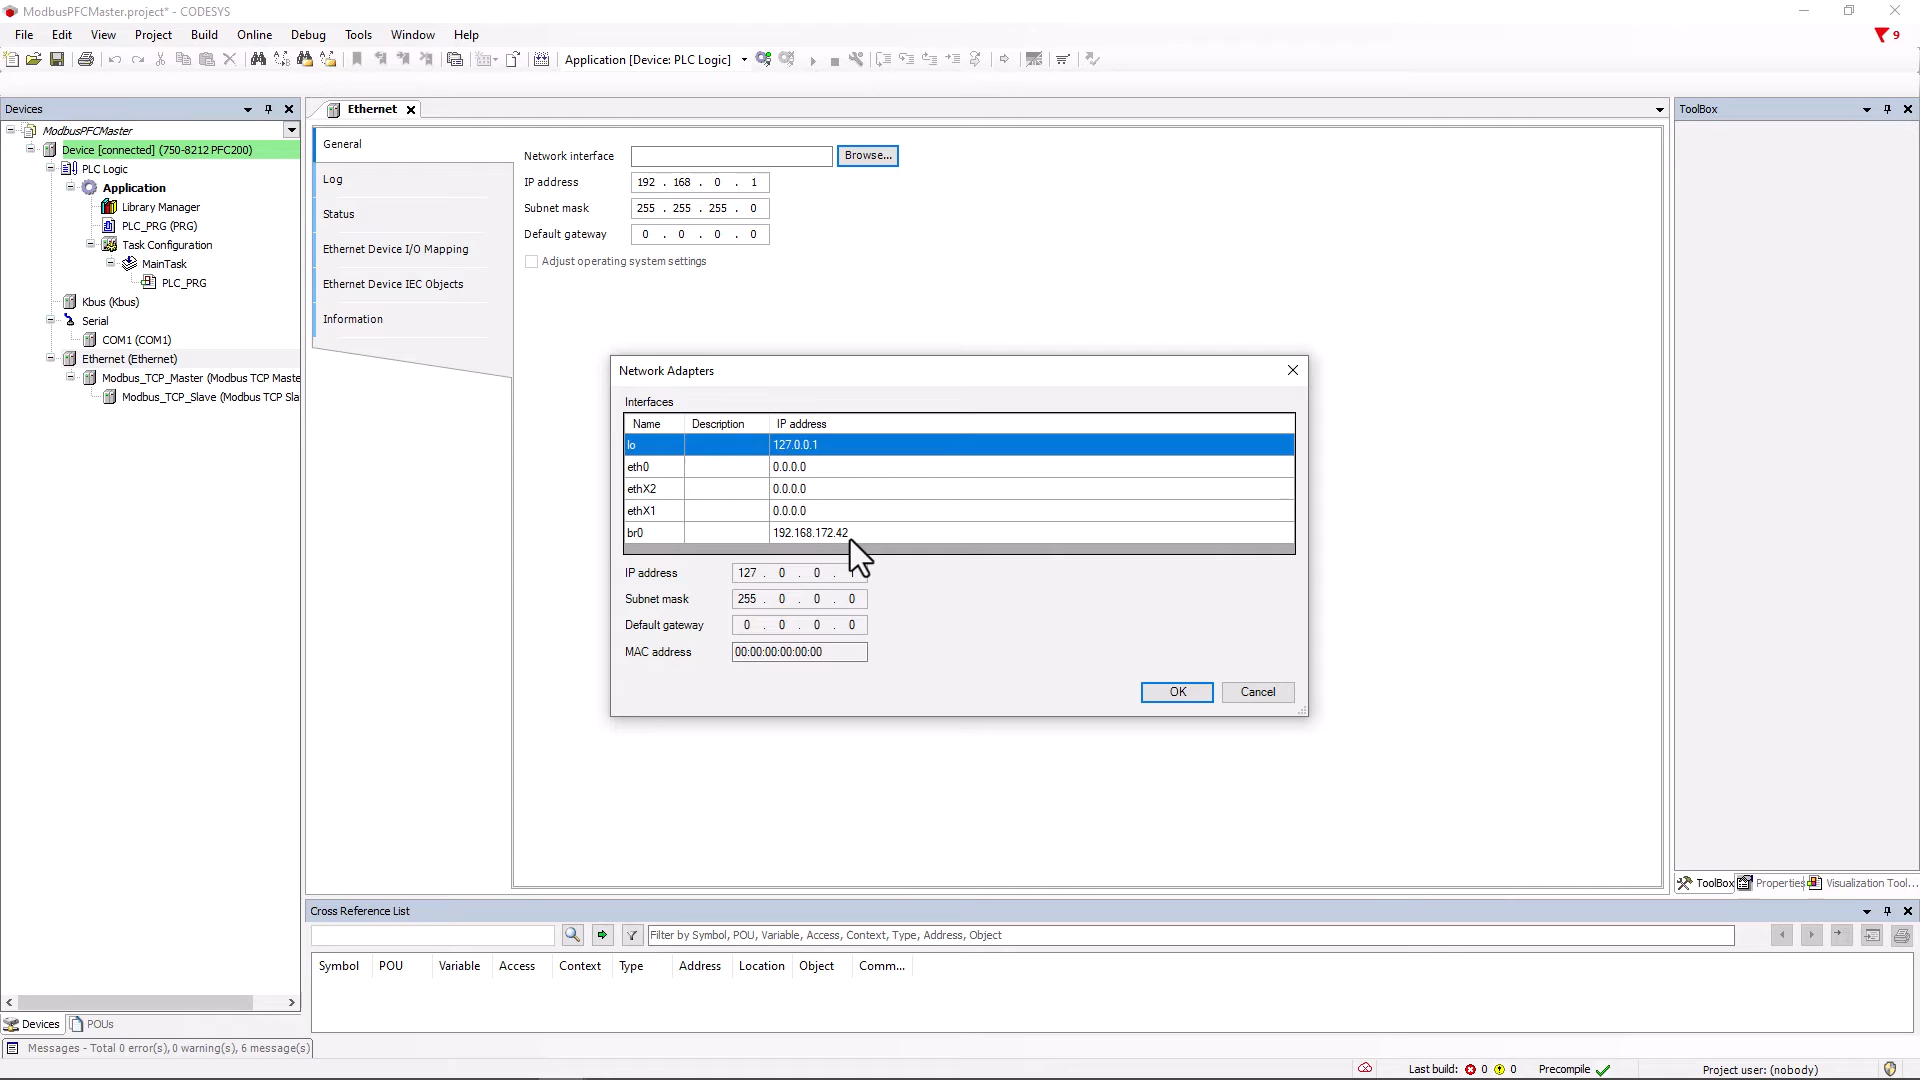 ModbusPFCMaster.project* - CODESYS
File Edit View Project Build Online Debug Tools Window Help
9
Application [Device: PLC Logic]
Devices
ModbusPFCMaster
Device [connected] (750-8212 PFC200)
PLC Logic
Application
Library Manager
PLC_PRG (PRG)
Task Configuration
MainTask
PLC_PRG
Kbus (Kbus)
Serial
COM1 (COM1)
Ethernet (Ethernet)
Modbus_TCP_Master (Modbus TCP Maste
Modbus_TCP_Slave (Modbus TCP Sla
Devices POUs
Ethernet
General
Log
Status
Ethernet Device I/O Mapping
Ethernet Device IEC Objects
Information
Network interface Browse...
IP address 192 . 168 . 0 . 1
Subnet mask 255 . 255 . 255 . 0
Default gateway 0 . 0 . 0 . 0
Adjust operating system settings
Network Adapters
Interfaces
Name Description IP address
lo 127.0.0.1
eth0 0.0.0.0
ethX2 0.0.0.0
ethX1 0.0.0.0
br0 192.168.172.42
IP address 127 . 0 . 0 .
Subnet mask 255 . 0 . 0 . 0
Default gateway 0 . 0 . 0 . 0
MAC address 00:00:00:00:00:00
OK Cancel
ToolBox
ToolBox Properties Visualization Tool...
Cross Reference List
Filter by Symbol, POU, Variable, Access, Context, Type, Address, Object
Symbol POU Variable Access Context Type Address Location Object Comm...
Messages - Total 0 error(s), 0 warning(s), 6 message(s)
Last build: 0 0 Precompile Project user: (nobody)